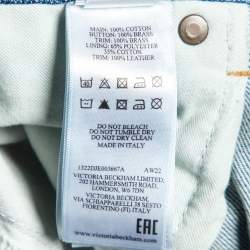 MAIN: 100% COTTON
BUTTON: 100% BRASS
TRIM: 100% BRASS
LINING: 65% POLYESTER
35% COTTON
TRIM: 100% LEATHER
DO NOT BLEACH
DO NOT TUMBLE DRY
DO NOT DRY CLEAN
MADE IN ITALY
1322DJE003667A AW22
VICTORIA BECKHAM LIMITED,
202 HAMMERSMITH ROAD,
LONDON, W6 7DN
VICTORIA BECKHAM,
VIA SCHIAPPARELLI 38 SESTO
FIORENTINO (FI) ITALY
EAC
www.victoriabeckham.com